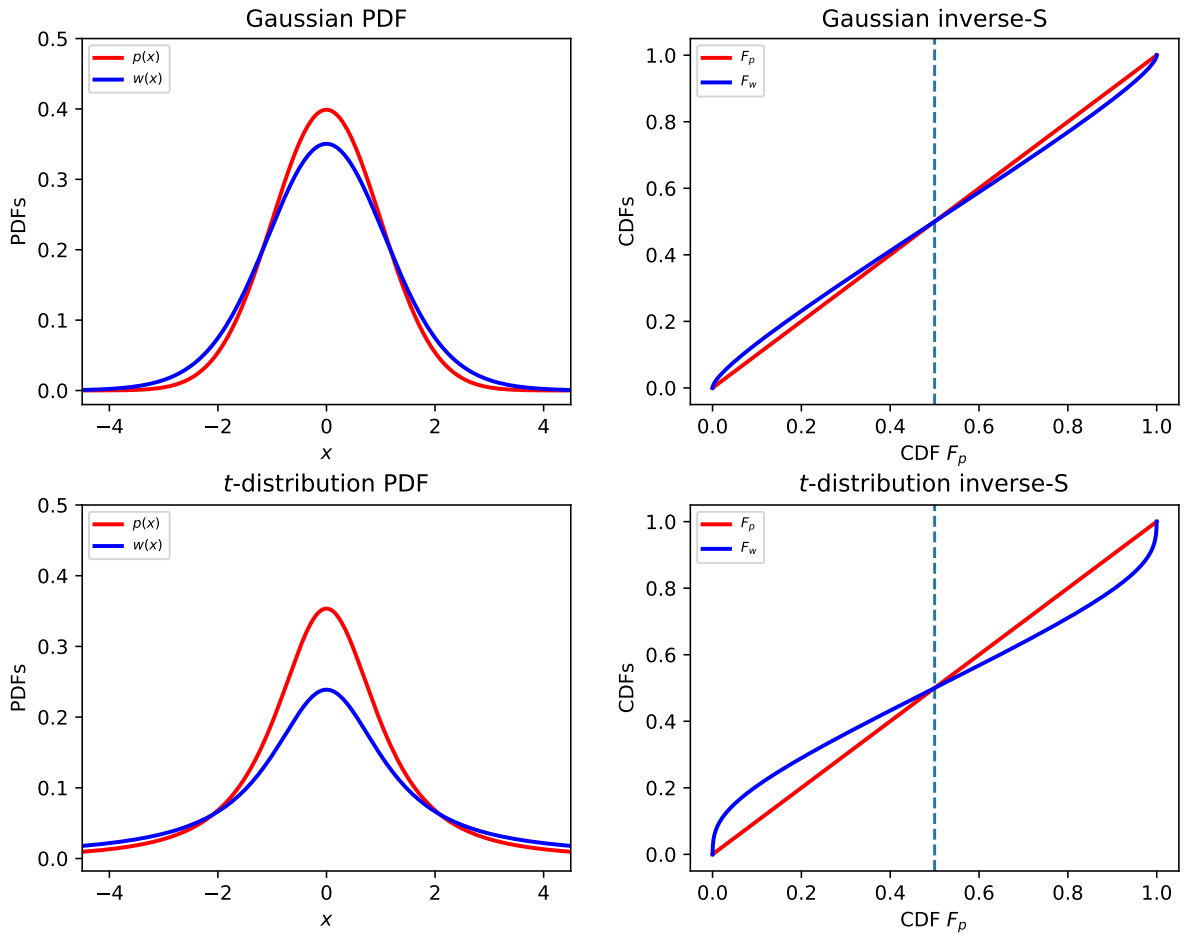 Gaussian PDF
0.5
0.4
0.3
0.2
0.1
0.0
PDFs
p(x)
w(x)
−4 −2 0 2 4
x
Gaussian inverse-S
1.0
0.8
0.6
0.4
0.2
0.0
CDFs
F_p
F_w
0.0 0.2 0.4 0.6 0.8 1.0
CDF F_p
t-distribution PDF
0.5
0.4
0.3
0.2
0.1
0.0
PDFs
p(x)
w(x)
−4 −2 0 2 4
x
t-distribution inverse-S
1.0
0.8
0.6
0.4
0.2
0.0
CDFs
F_p
F_w
0.0 0.2 0.4 0.6 0.8 1.0
CDF F_p